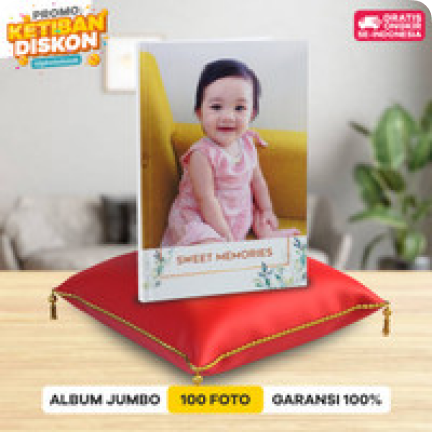 PROMO
KETIBAN
DISKON
GRATIS
ONGKIR
SE-INDONESIA
SWEET MEMORIES
ALBUM JUMBO 100 FOTO GARANSI 100%